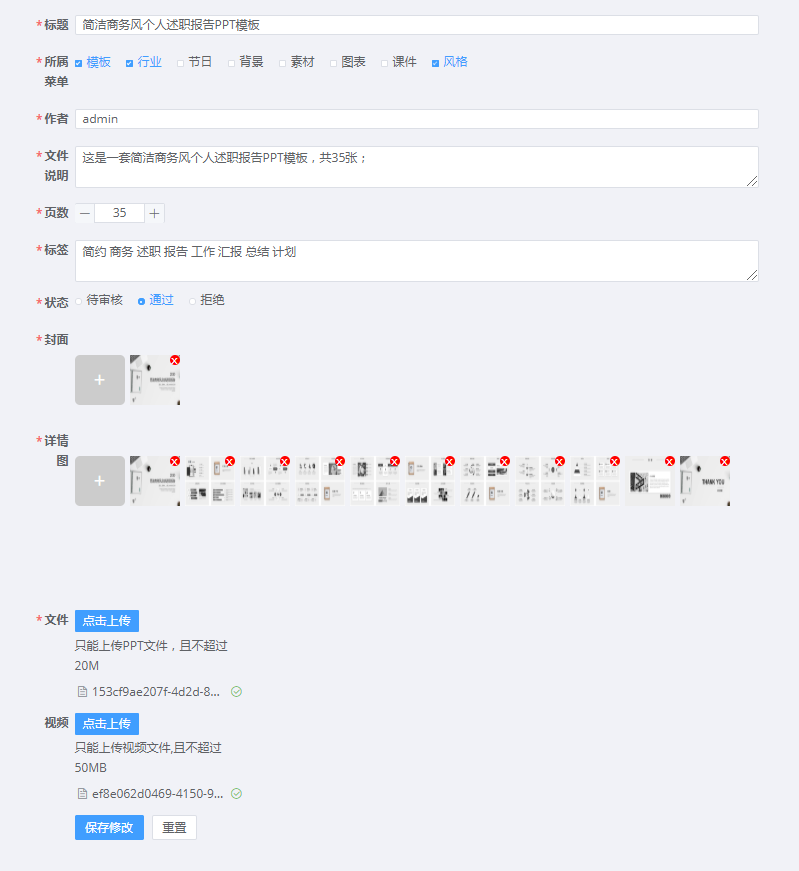 *标题 简洁商务风个人述职报告PPT模板
*所属菜单 模板 行业 节日 背景 素材 图表 课件 风格
*作者 admin
*文件说明 这是一套简洁商务风个人述职报告PPT模板，共35张；
*页数 — 35 +
*标签 简约 商务 述职 报告 工作 汇报 总结 计划
*状态 待审核 通过 拒绝
*封面
+
*详情图
+
THANK YOU
*文件 点击上传
只能上传PPT文件，且不超过
20M
153cf9ae207f-4d2d-8...
视频 点击上传
只能上传视频文件,且不超过
50MB
ef8e062d0469-4150-9...
保存修改 重置